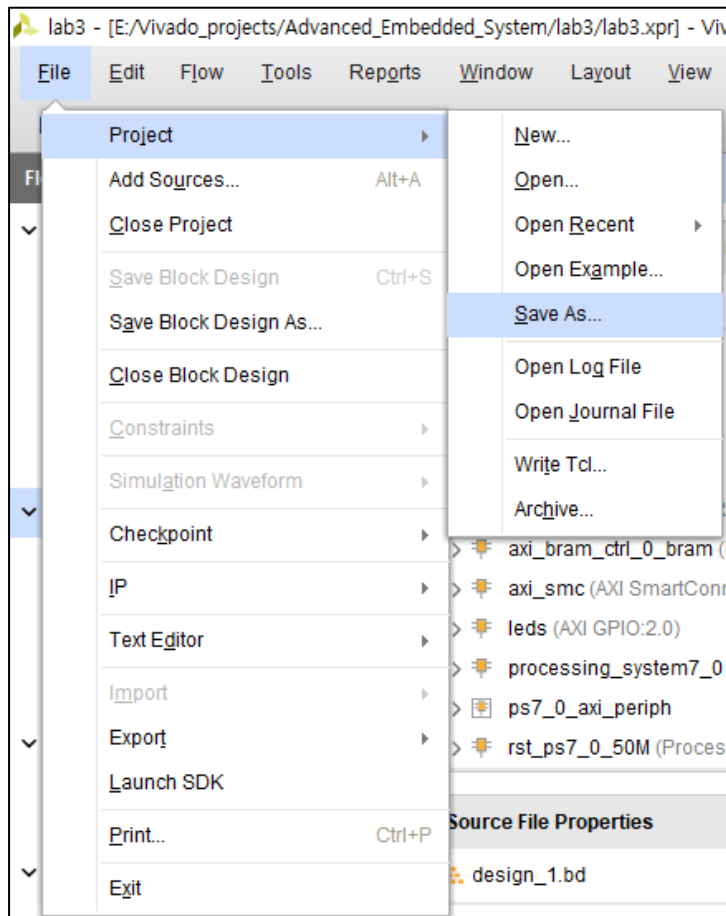 lab3 - [E:/Vivado_projects/Advanced_Embedded_System/lab3/lab3.xpr] - Viv
File Edit Flow Tools Reports Window Layout View
Project
Add Sources... Alt+A
Close Project
Save Block Design Ctrl+S
Save Block Design As...
Close Block Design
Constraints
Simulation Waveform
Checkpoint
IP
Text Editor
Import
Export
Launch SDK
Print... Ctrl+P
Exit
New...
Open...
Open Recent
Open Example...
Save As...
Open Log File
Open Journal File
Write Tcl...
Archive...
Fl
axi_bram_ctrl_0_bram (
axi_smc (AXI SmartConn
leds (AXI GPIO:2.0)
processing_system7_0
ps7_0_axi_periph
rst_ps7_0_50M (Proces
Source File Properties
design_1.bd